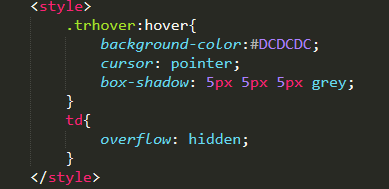 <style>
.trhover:hover{
background-color:#DCDCDC;
cursor: pointer;
box-shadow: 5px 5px 5px grey;
}
td{
overflow: hidden;
}
</style>